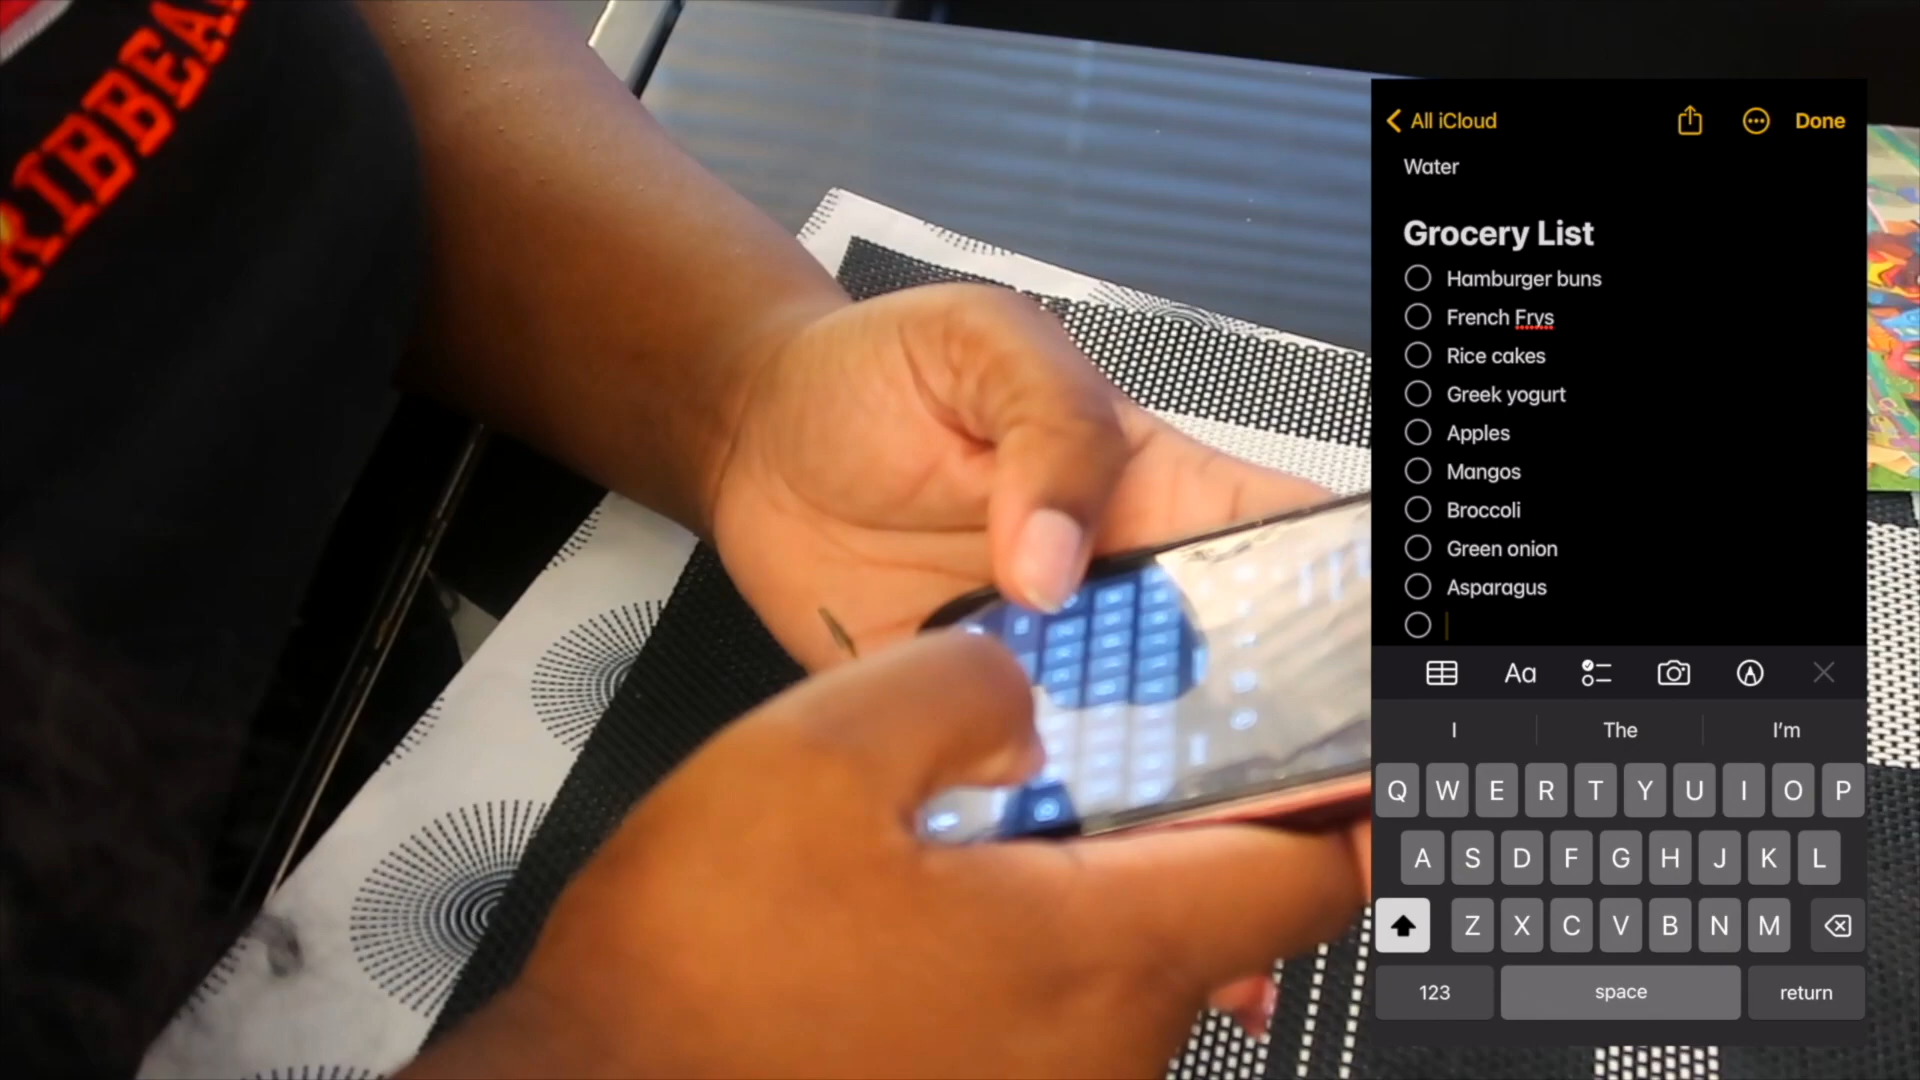 RIBBEA
All iCloud
Done
Water
Grocery List
Hamburger buns
French Frys
Rice cakes
Greek yogurt
Apples
Mangos
Broccoli
Green onion
Asparagus
Aa
I
The
I'm
Q W E R T Y U I O P
A S D F G H J K L
Z X C V B N M
123
space
return